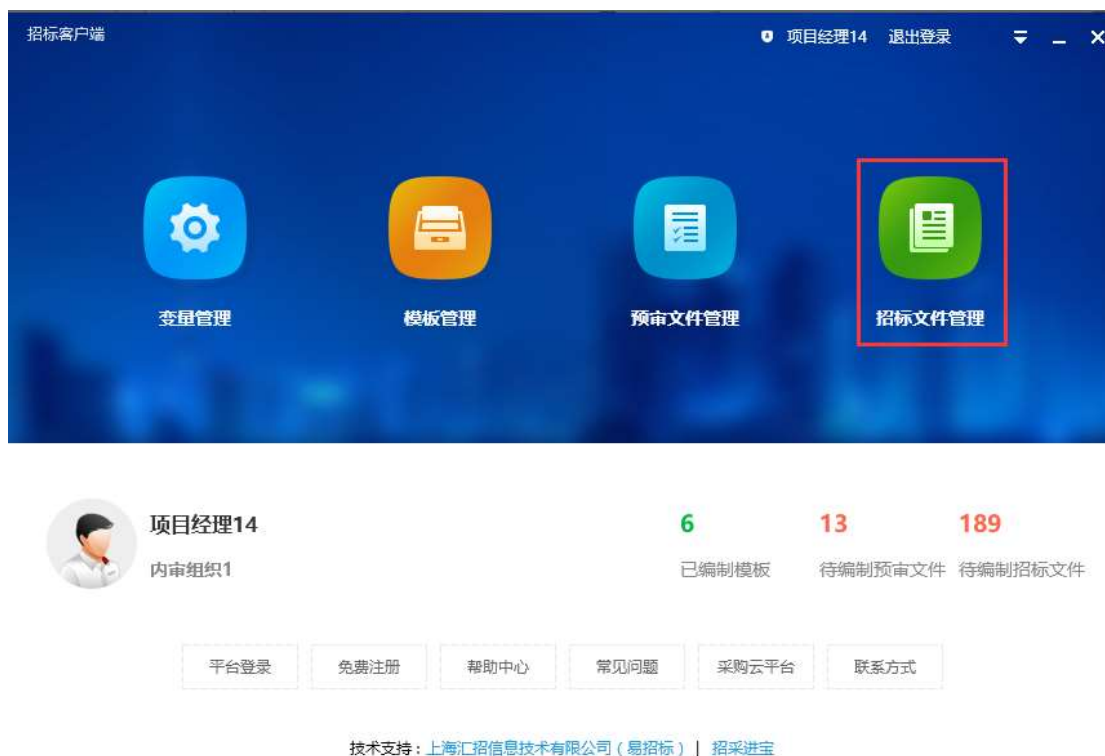 招标客户端 项目经理14 退出登录
变量管理 模板管理 预审文件管理 招标文件管理
项目经理14 6 13 189
内审组织1 已编制模板 待编制预审文件 待编制招标文件
平台登录 免费注册 帮助中心 常见问题 采购云平台 联系方式
技术支持：上海汇招信息技术有限公司（易招标）| 招采进宝